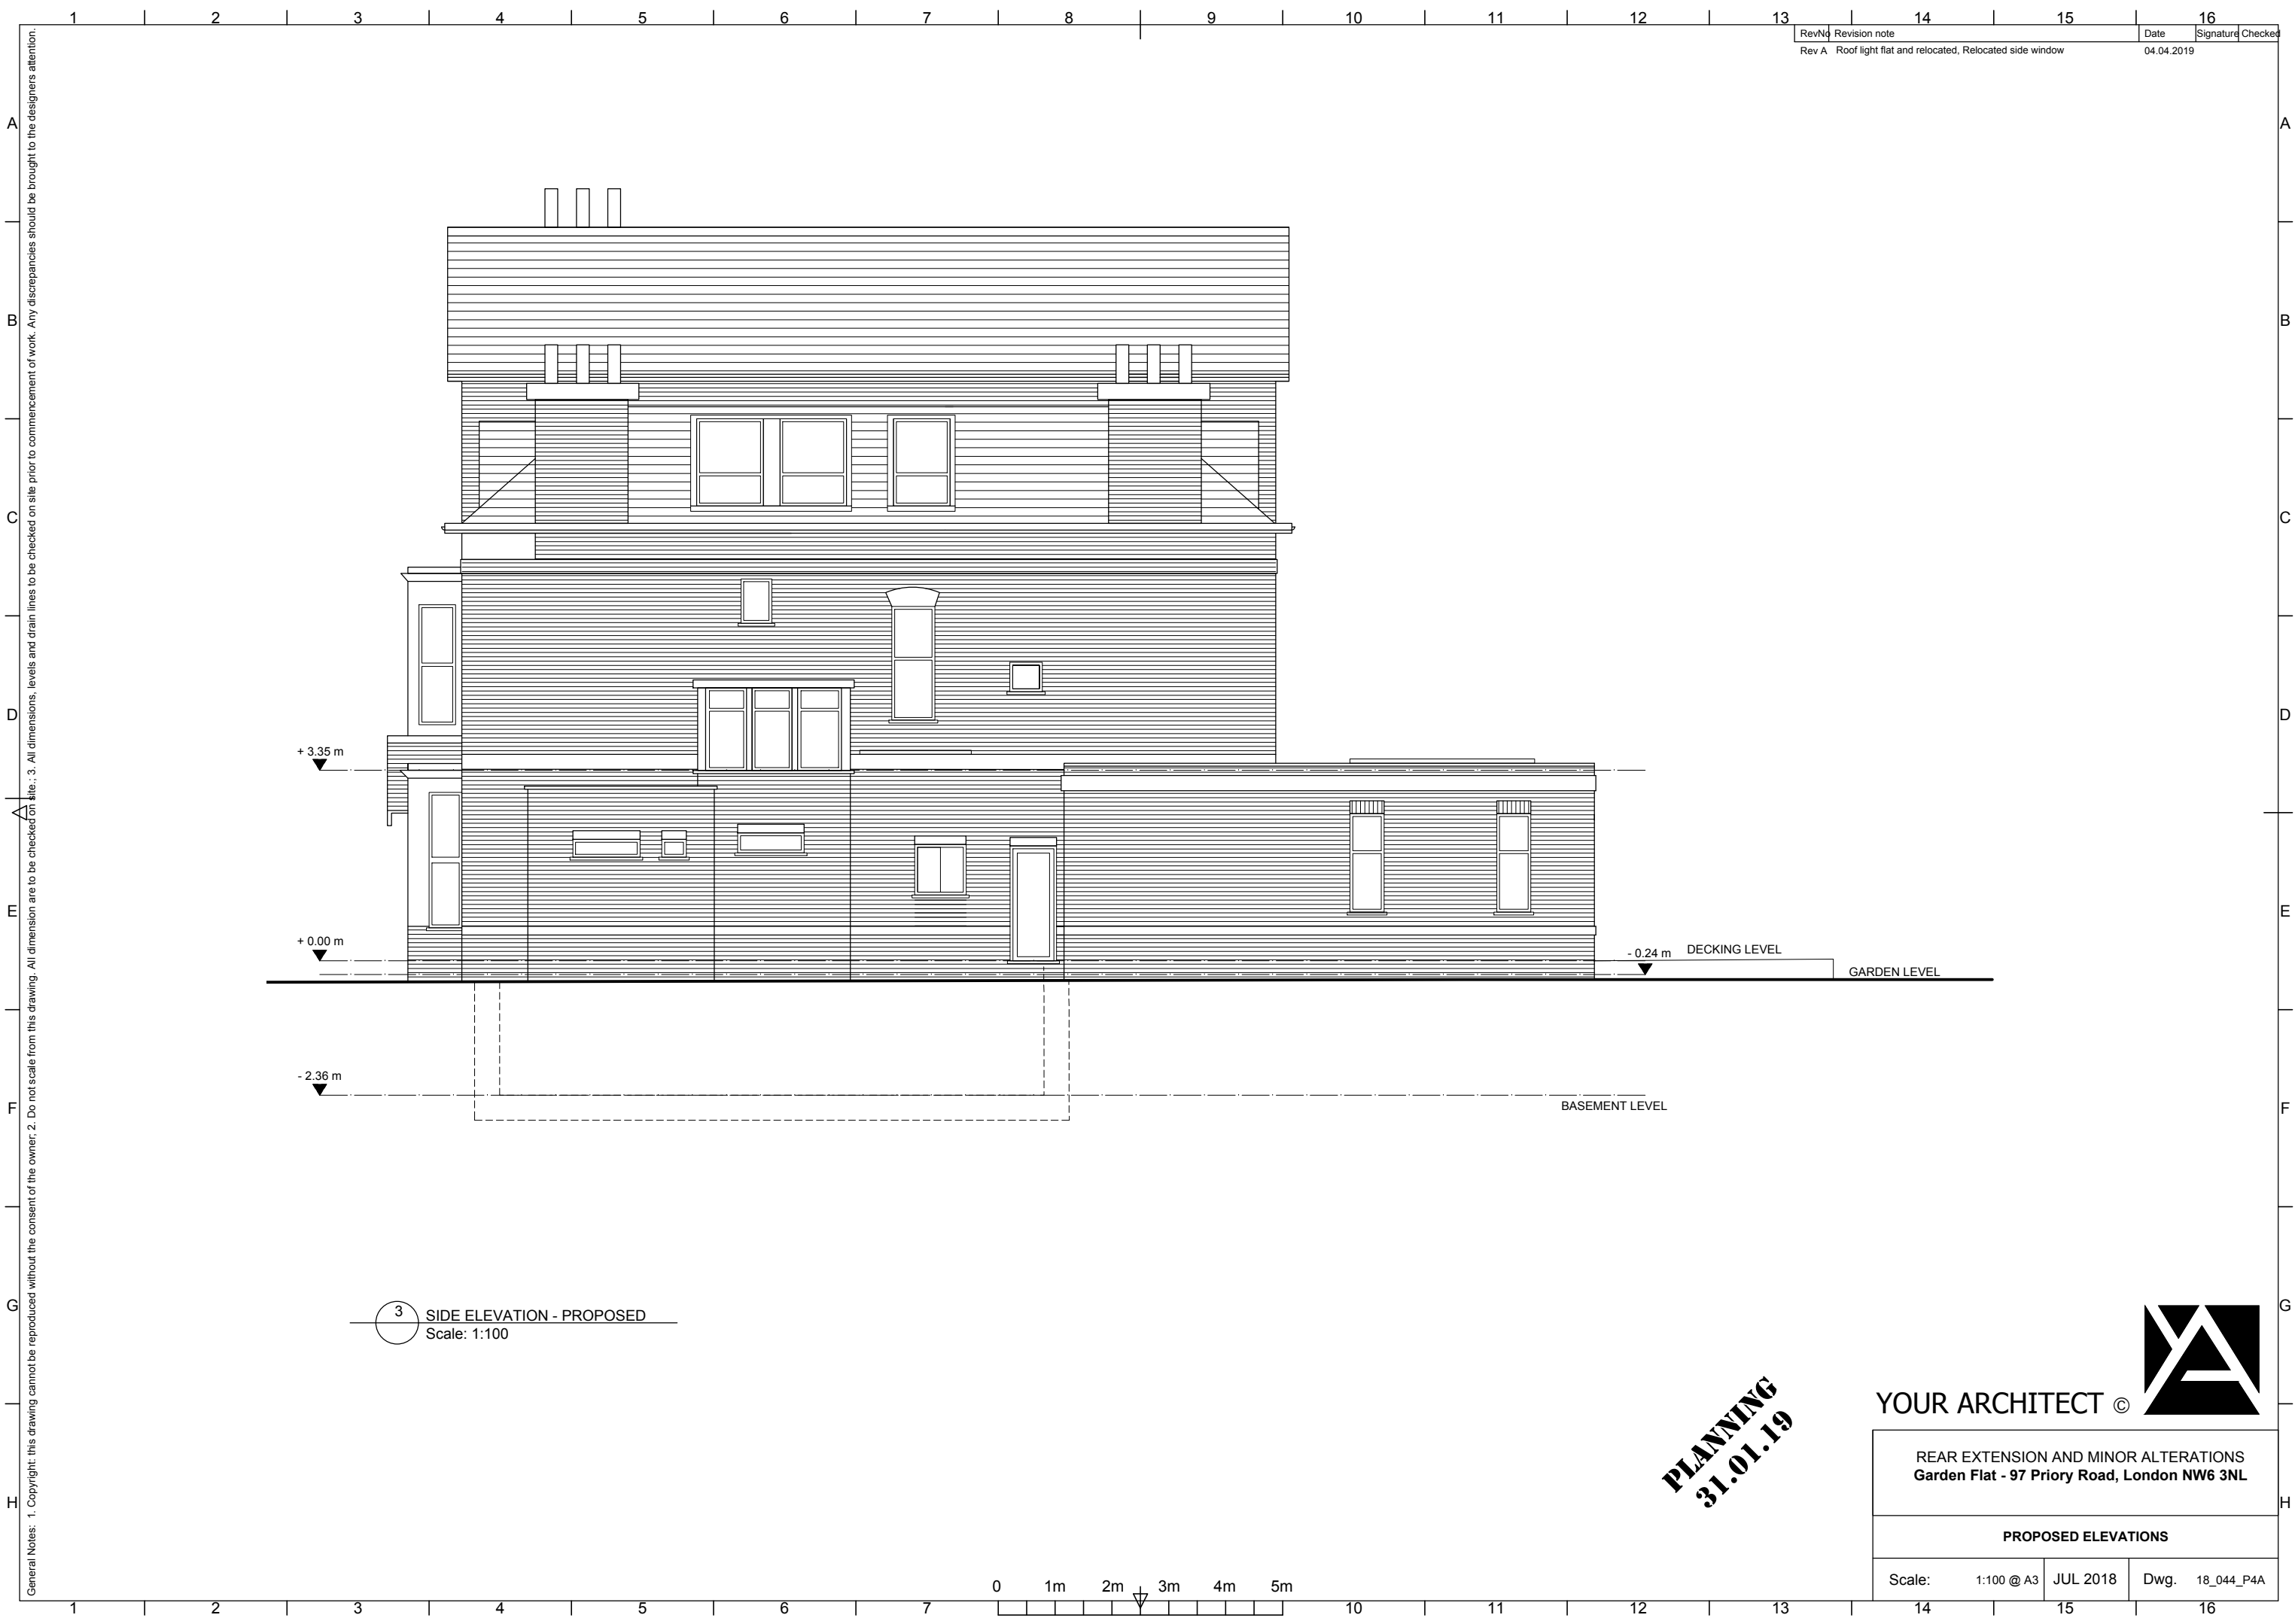 1 2 3 4 5 6 7 8 9 10 11 12 13 14 15 16
RevNo Revision note Date Signature Checked
Rev A Roof light flat and relocated, Relocated side window 04.04.2019
General Notes: 1. Copyright: this drawing cannot be reproduced without the consent of the owner; 2. Do not scale from this drawing. All dimension are to be checked on site.; 3. All dimensions, levels and drain lines to be checked on site prior to commencement of work. Any discrepancies should be brought to the designers attention.
A A
B B
C C
D D
+ 3.35 m
E E
+ 0.00 m
- 0.24 m DECKING LEVEL
GARDEN LEVEL
- 2.36 m
F F
BASEMENT LEVEL
G G
3 SIDE ELEVATION - PROPOSED
Scale: 1:100
PLANNING
31.01.19
YOUR ARCHITECT ©
YA
REAR EXTENSION AND MINOR ALTERATIONS
Garden Flat - 97 Priory Road, London NW6 3NL
H H
PROPOSED ELEVATIONS
Scale: 1:100 @ A3 JUL 2018 Dwg. 18_044_P4A
0 1m 2m 3m 4m 5m
1 2 3 4 5 6 7 10 11 12 13 14 15 16